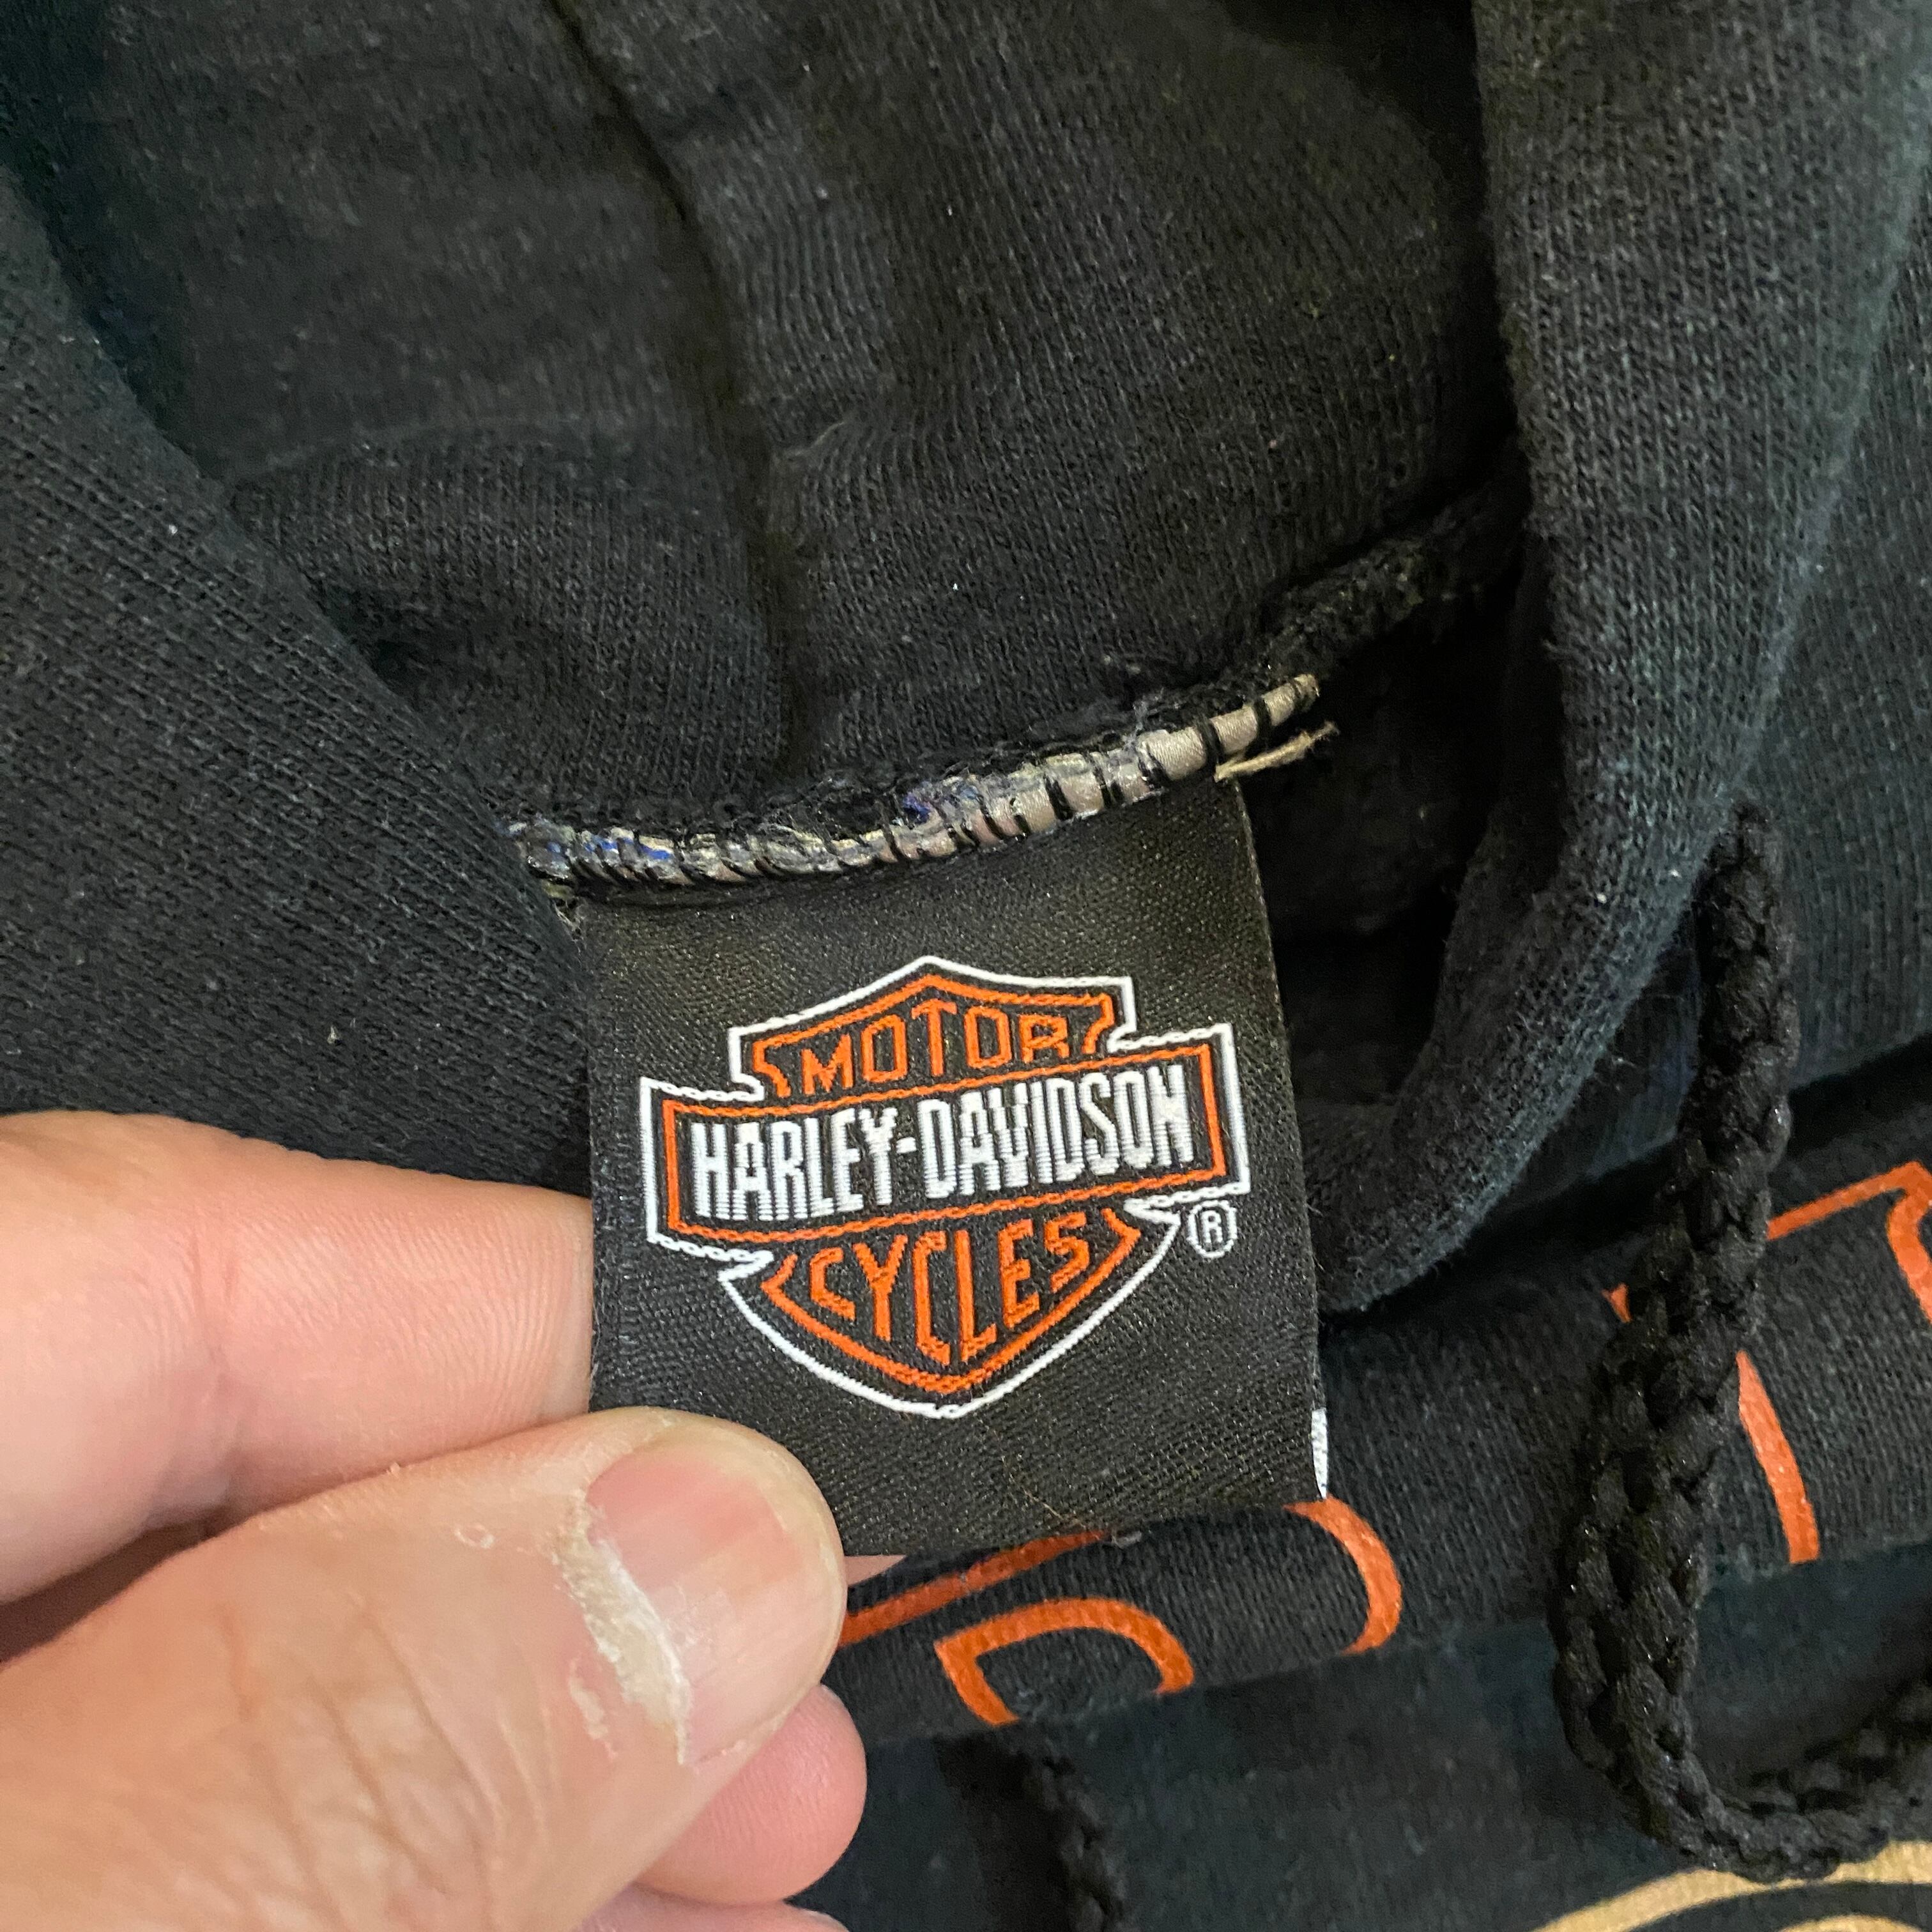 MOTOR
HARLEY-DAVIDSON
CYCLES
®